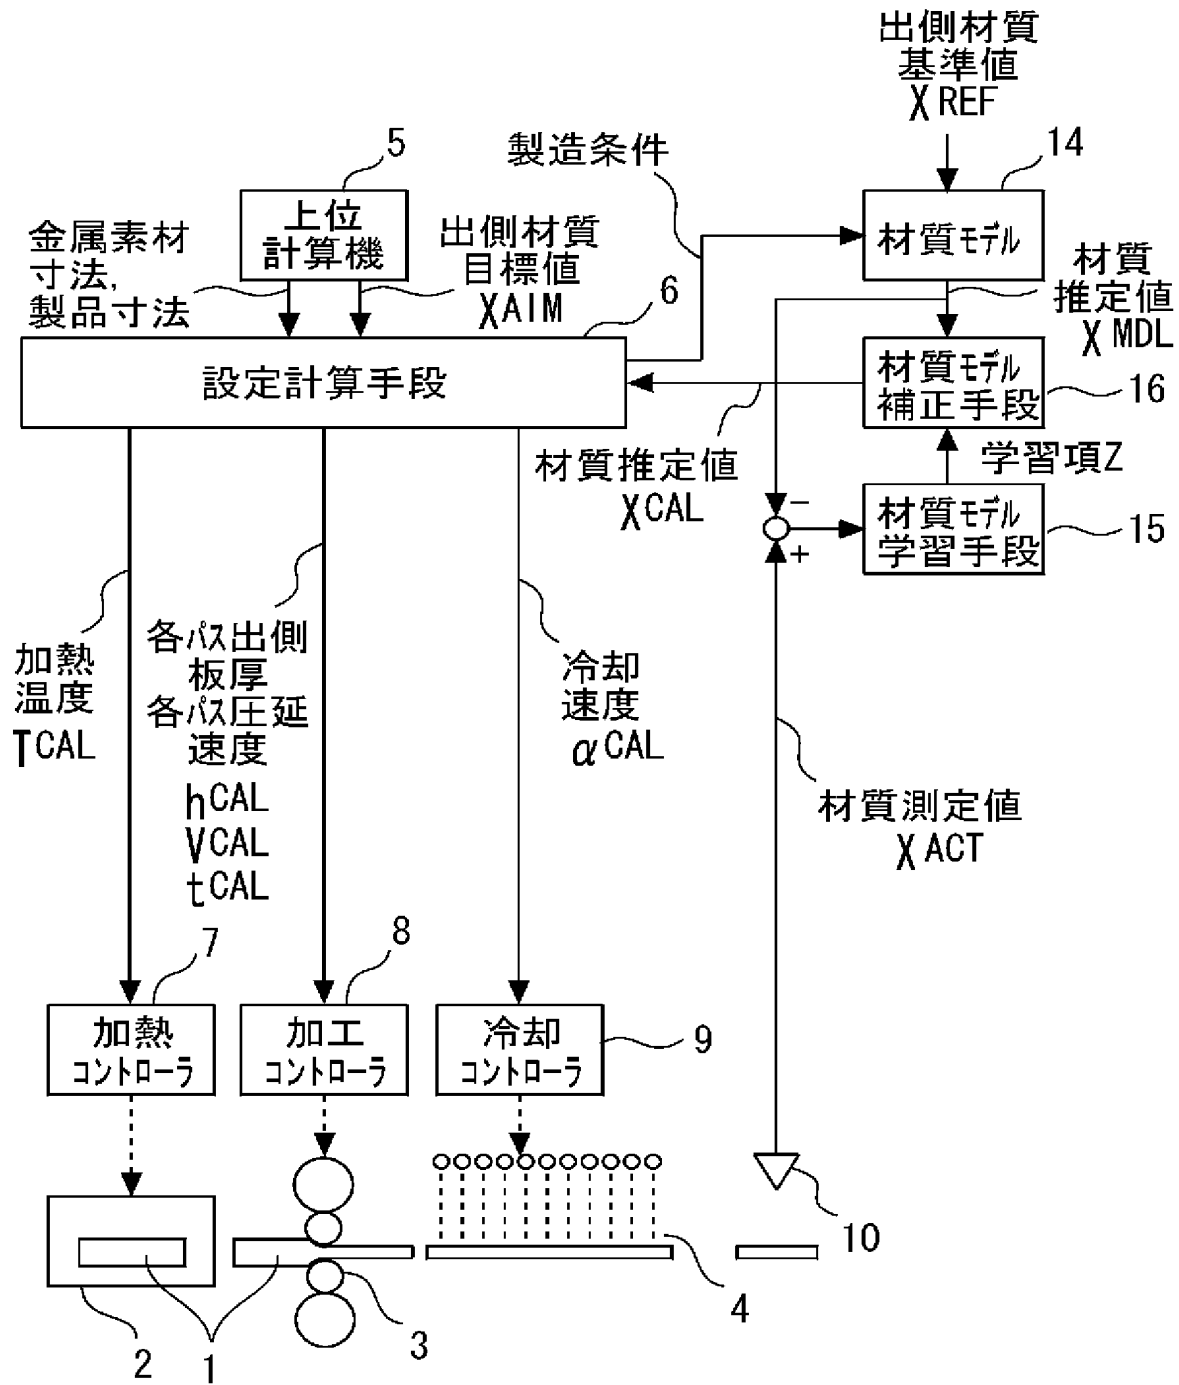 出側材質
基準値
X REF
14
製造条件
5
上位
計算機
金属素材
寸法,
製品寸法
出側材質
目標値
XAIM
6
材質モデル
材質
推定値
X MDL
設定計算手段
材質モデル
補正手段
16
学習項Z
材質推定値
XCAL
−
+
材質モデル
学習手段
15
加熱
温度
TCAL
各パス出側
板厚
各パス圧延
速度
hCAL
VCAL
tCAL
冷却
速度
αCAL
材質測定値
X ACT
7
8
9
加熱
コントローラ
加工
コントローラ
冷却
コントローラ
10
4
3
2
1